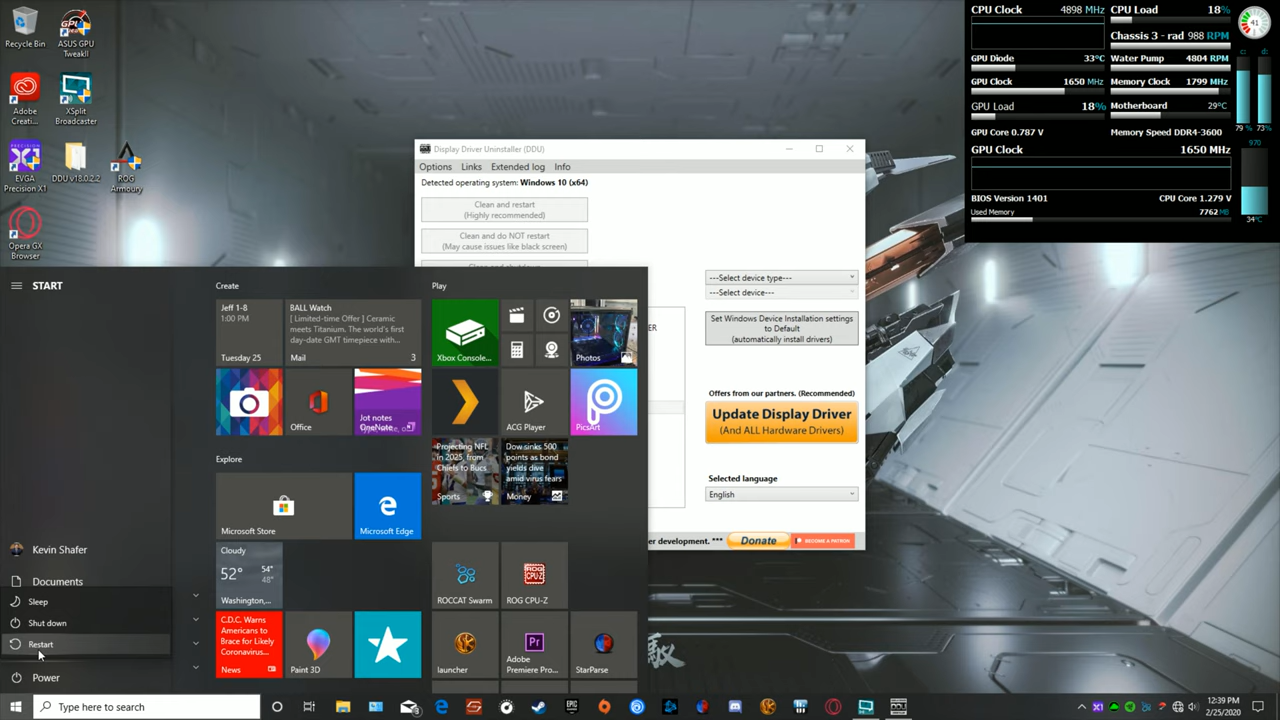 Recycle Bin
ASUS GPU
TweakII
Adobe
Creati...
XSplit
Broadcaster
EVGA
Precision X1
DDU v18.0.2.2
ROG
Armoury
Opera GX
Browser
START
Create
Jeff 1-8
1:00 PM
Tuesday 25
BALL Watch
[ Limited-time Offer ] Ceramic
meets Titanium. The world's first
day-date GMT timepiece with...
Mail
3
Office
Jot notes
OneNote
Explore
Microsoft Store
Microsoft Edge
Cloudy
52°
54°
48°
Washington,...
C.D.C. Warns
Americans to
Brace for Likely
Coronavirus...
News
Paint 3D
Play
Xbox Console...
Photos
ACG Player
PicsArt
Projecting NFL
in 2025, from
Chiefs to Bucs
Sports
Dow sinks 500
points as bond
yields dive
amid virus fears
Money
ROCCAT Swarm
ROG CPU-Z
launcher
Adobe
Premiere Pro...
StarParse
Kevin Shafer
Documents
Sleep
Shut down
Restart
Power
Display Driver Uninstaller (DDU)
Options
Links
Extended log
Info
Detected operating system: Windows 10 (x64)
Clean and restart
(Highly recommended)
Clean and do NOT restart
(May cause issues like black screen)
---Select device type---
---Select device---
Set Windows Device Installation settings
to Default
(automatically install drivers)
Offers from our partners. (Recommended)
Update Display Driver
(And ALL Hardware Drivers)
Selected language
English
er development. ***
Donate
BECOME A PATRON
CPU Clock 4898 MHz
CPU Load 18%
41
Chassis 3 - rad 988 RPM
GPU Diode 33°C
Water Pump 4804 RPM
c:
d:
GPU Clock 1650 MHz
Memory Clock 1799 MHz
GPU Load 18%
Motherboard 29°C
GPU Core 0.787 V
Memory Speed DDR4-3600
79 %
73%
GPU Clock 1650 MHz
970
BIOS Version 1401
CPU Core 1.279 V
Used Memory 7762 MB
34°C
Type here to search
12:39 PM
2/25/2020